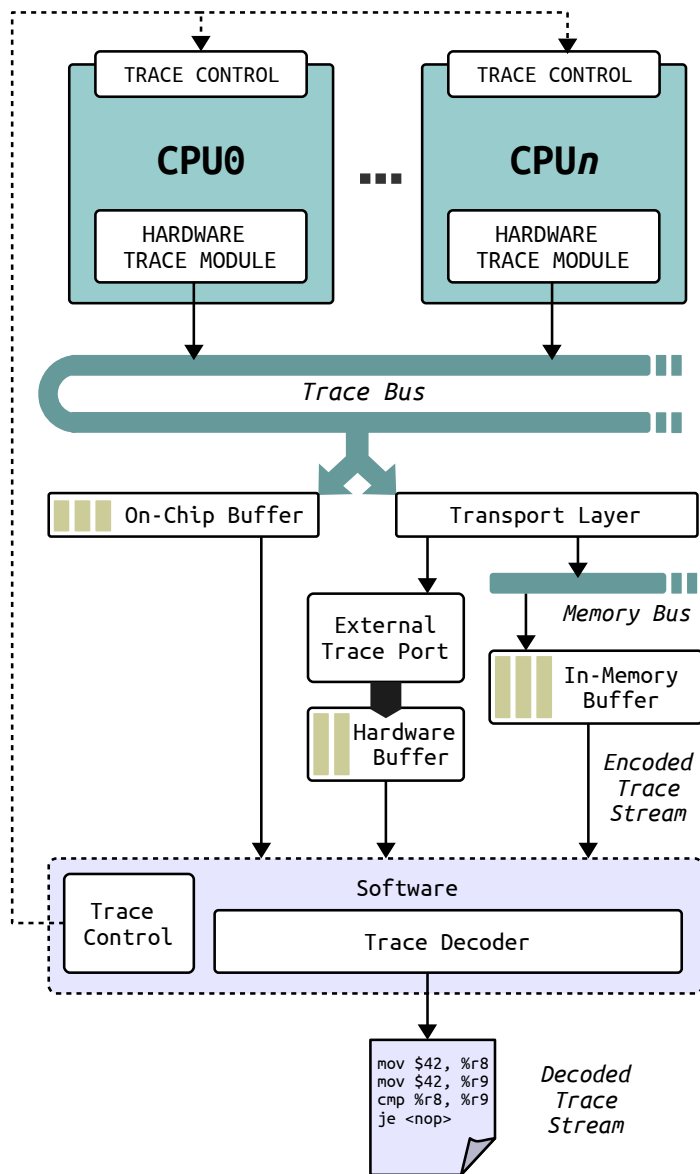 TRACE CONTROL
TRACE CONTROL
CPU0
CPUn
HARDWARE
TRACE MODULE
HARDWARE
TRACE MODULE
Trace Bus
On-Chip Buffer
Transport Layer
External
Trace Port
Memory Bus
In-Memory
Buffer
Hardware
Buffer
Encoded
Trace
Stream
Software
Trace
Control
Trace Decoder
mov $42, %r8
mov $42, %r9
cmp %r8, %r9
je <nop>
Decoded
Trace
Stream